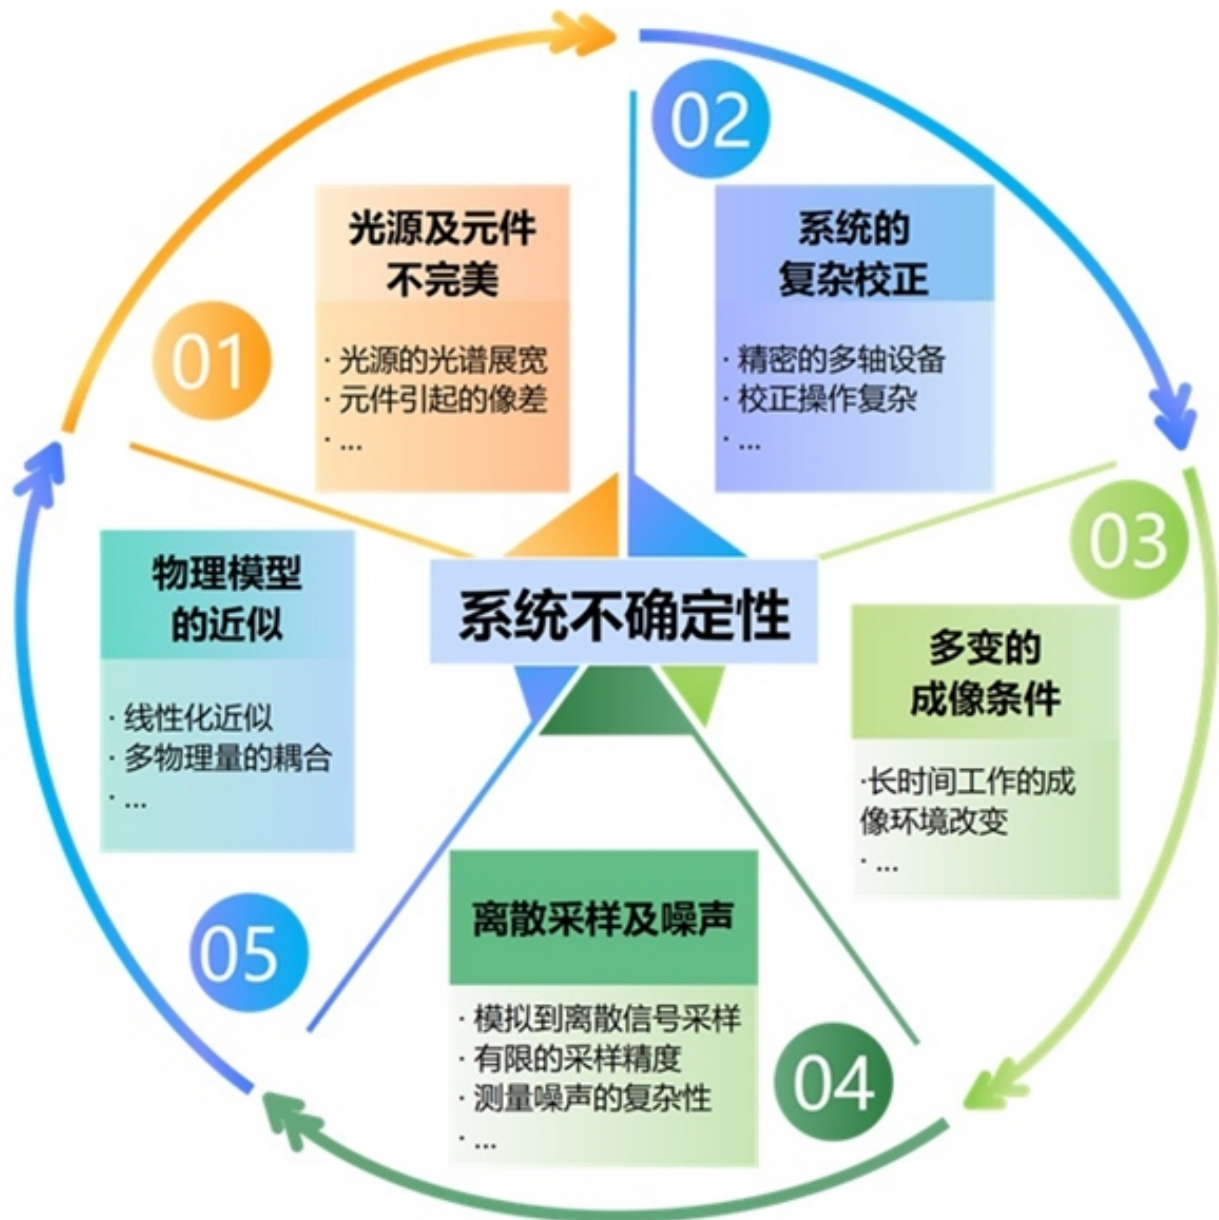 01
光源及元件
不完美
· 光源的光谱展宽
· 元件引起的像差
· ...
02
系统的
复杂校正
· 精密的多轴设备
· 校正操作复杂
· ...
03
多变的
成像条件
·长时间工作的成
像环境改变
· ...
04
离散采样及噪声
· 模拟到离散信号采样
· 有限的采样精度
· 测量噪声的复杂性
· ...
05
物理模型
的近似
· 线性化近似
· 多物理量的耦合
· ...
系统不确定性